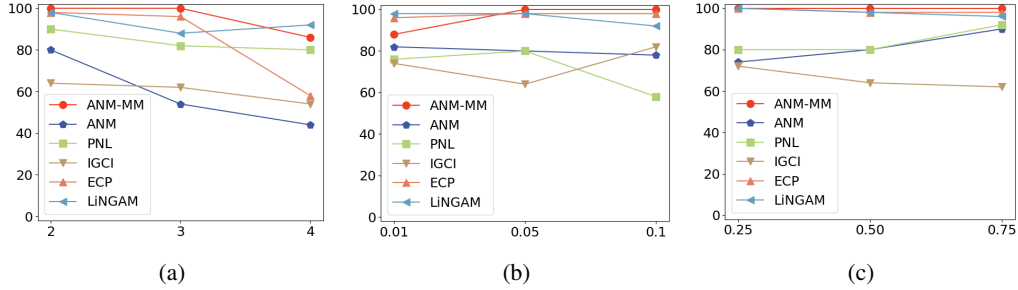 100
80
60
40
20
0
ANM-MM
ANM
PNL
IGCI
ECP
LiNGAM
2 3 4
(a)
100
80
60
40
20
0
ANM-MM
ANM
PNL
IGCI
ECP
LiNGAM
0.01 0.05 0.1
(b)
100
80
60
40
20
0
ANM-MM
ANM
PNL
IGCI
ECP
LiNGAM
0.25 0.50 0.75
(c)